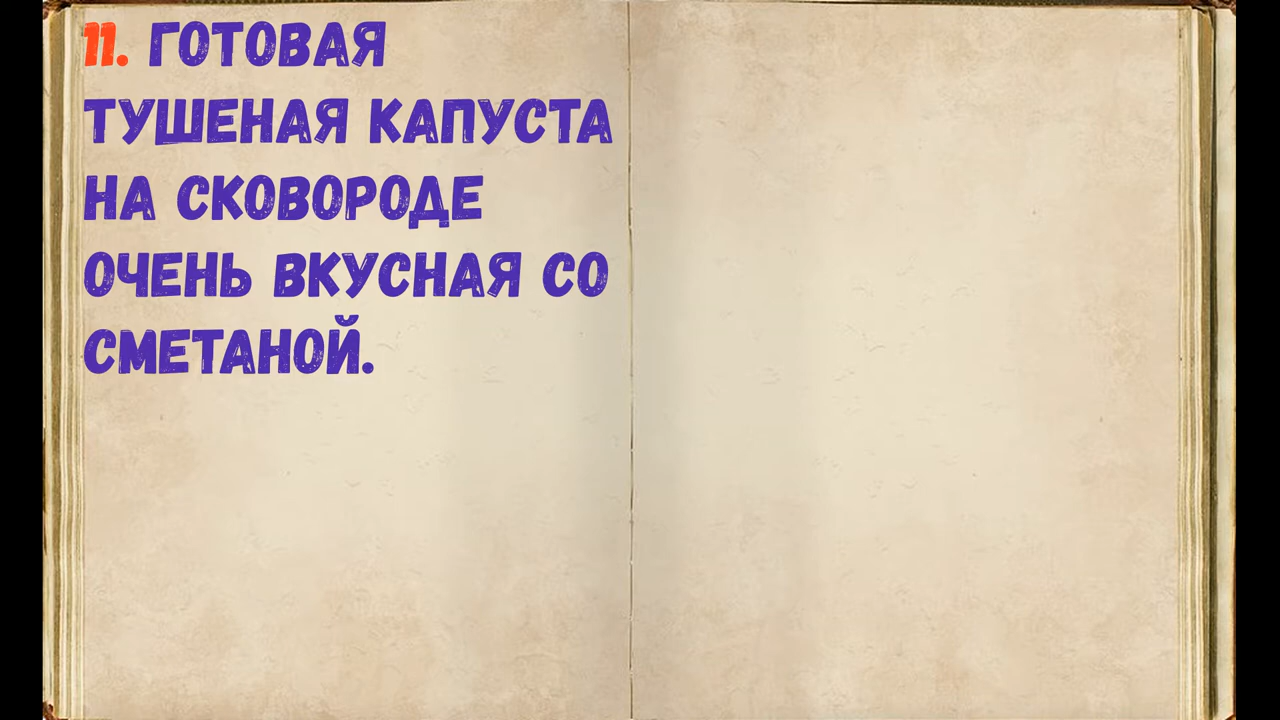 11. ГОТОВАЯ
ТУШЕНАЯ КАПУСТА
НА СКОВОРОДЕ
ОЧЕНЬ ВКУСНАЯ СО
СМЕТАНОЙ.